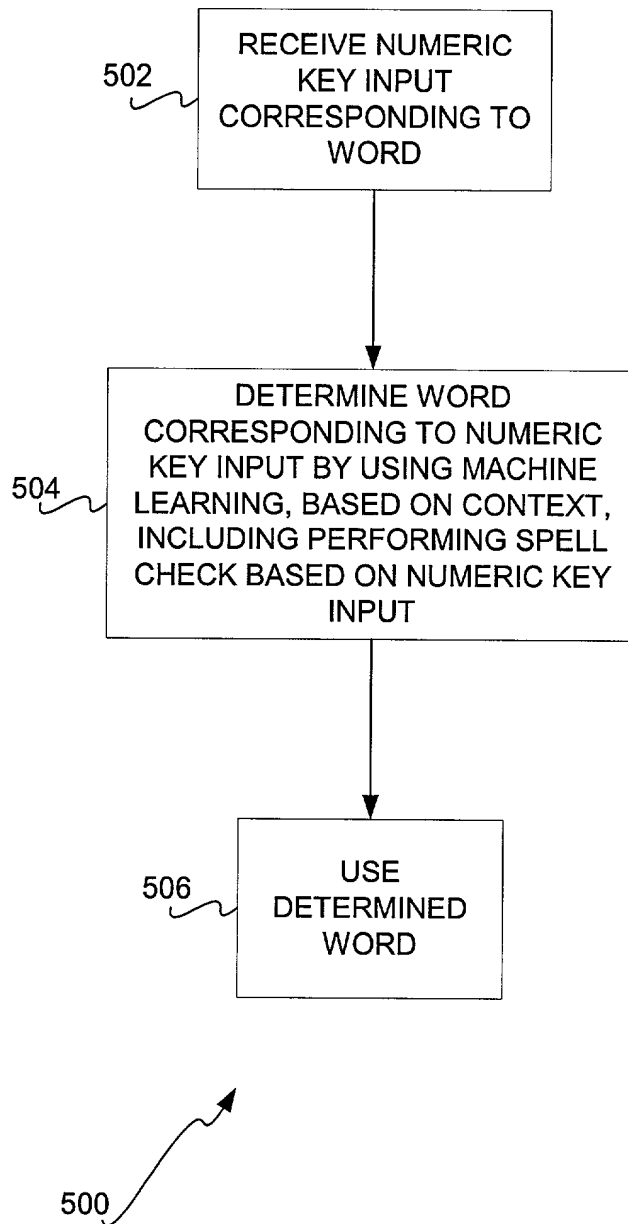 502
RECEIVE NUMERIC
KEY INPUT
CORRESPONDING TO
WORD
504
DETERMINE WORD
CORRESPONDING TO NUMERIC
KEY INPUT BY USING MACHINE
LEARNING, BASED ON CONTEXT,
INCLUDING PERFORMING SPELL
CHECK BASED ON NUMERIC KEY
INPUT
506
USE
DETERMINED
WORD
500